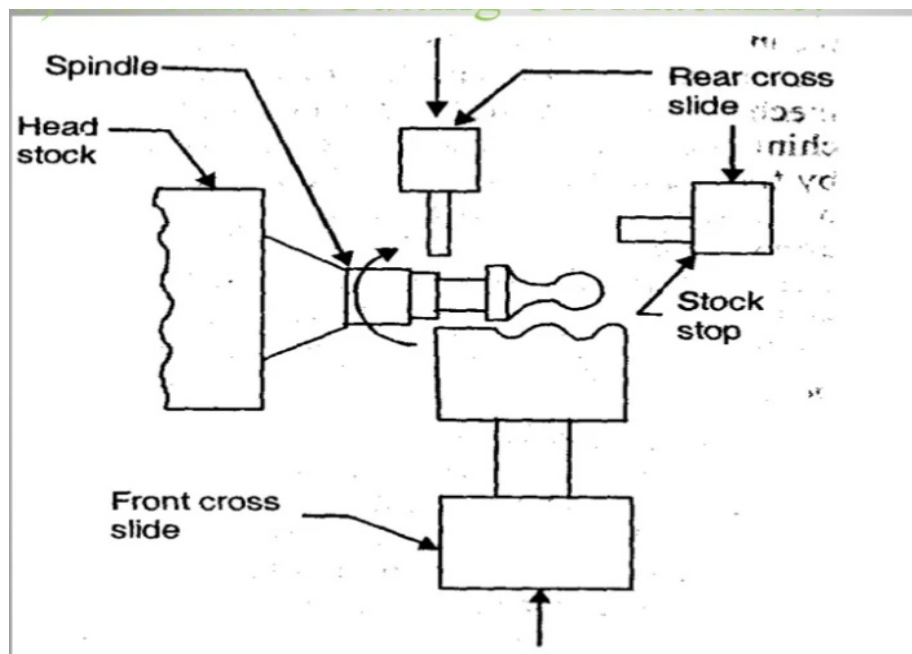 Spindle
Head
stock
Rear cross
slide
Stock
stop
Front cross
slide